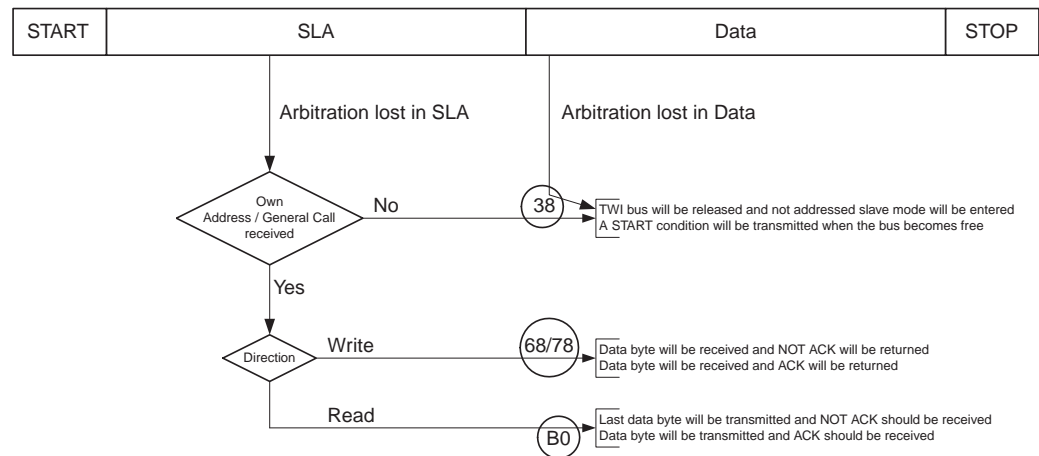 START SLA Data STOP
Arbitration lost in SLA Arbitration lost in Data
Own
Address / General Call
received
No
38
TWI bus will be released and not addressed slave mode will be entered
A START condition will be transmitted when the bus becomes free
Yes
Direction
Write
68/78
Data byte will be received and NOT ACK will be returned
Data byte will be received and ACK will be returned
Read
B0
Last data byte will be transmitted and NOT ACK should be received
Data byte will be transmitted and ACK should be received